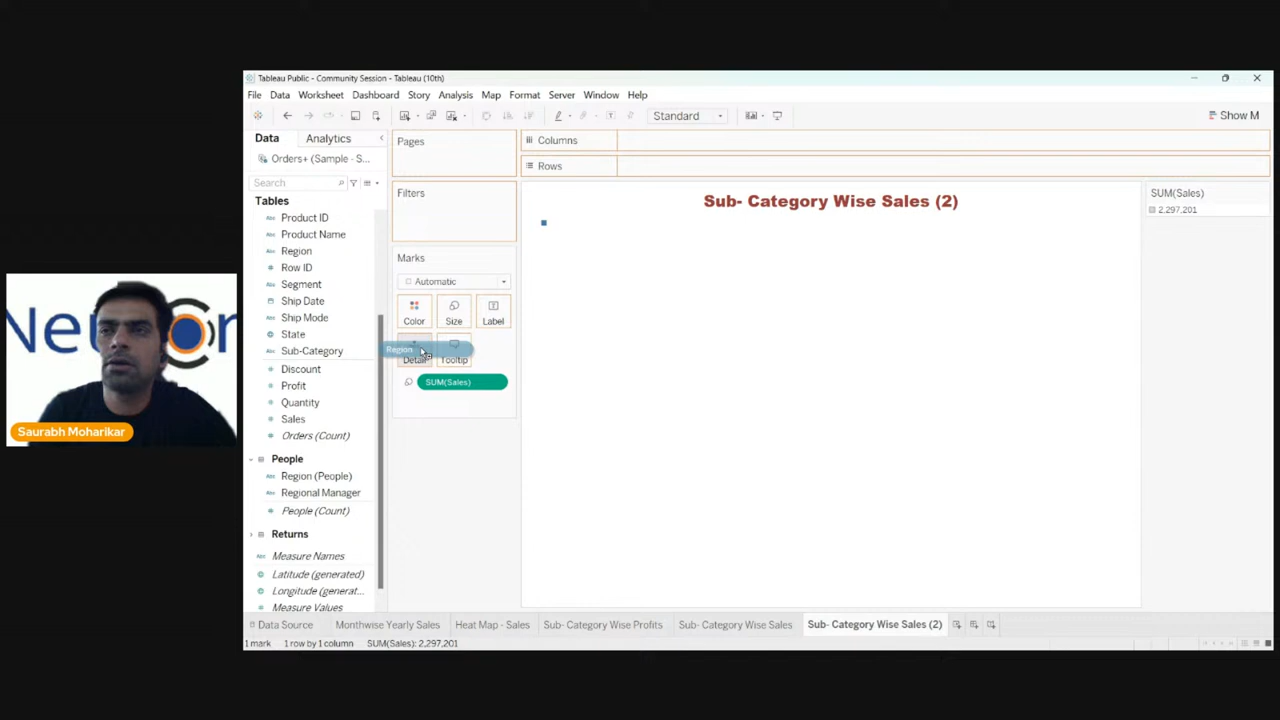 Tableau Public - Community Session - Tableau (10th)
File Data Worksheet Dashboard Story Analysis Map Format Server Window Help
Standard
Show M
Data Analytics
Orders+ (Sample - S...
Search
Tables
Product ID
Product Name
Region
Row ID
Segment
Ship Date
Ship Mode
State
Sub-Category
Discount
Profit
Quantity
Sales
Orders (Count)
People
Region (People)
Regional Manager
People (Count)
Returns
Measure Names
Latitude (generated)
Longitude (generat...
Measure Values
Pages
Filters
Marks
Automatic
Color Size Label
Region
Detail Tooltip
SUM(Sales)
Columns
Rows
Sub- Category Wise Sales (2)
SUM(Sales)
2,297,201
Saurabh Moharikar
Data Source Monthwise Yearly Sales Heat Map - Sales Sub- Category Wise Profits Sub- Category Wise Sales Sub- Category Wise Sales (2)
1 mark 1 row by 1 column SUM(Sales): 2,297,201